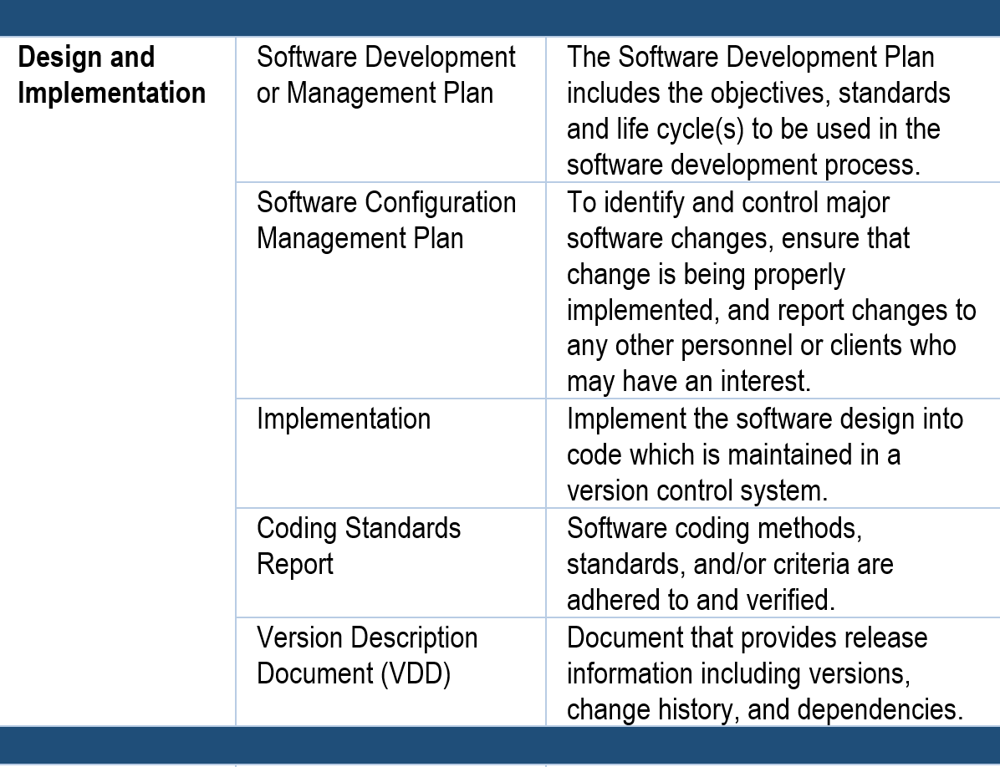 Design and
Implementation
Software Development
or Management Plan
The Software Development Plan
includes the objectives, standards
and life cycle(s) to be used in the
software development process.
Software Configuration
Management Plan
To identify and control major
software changes, ensure that
change is being properly
implemented, and report changes to
any other personnel or clients who
may have an interest.
Implementation
Implement the software design into
code which is maintained in a
version control system.
Coding Standards
Report
Software coding methods,
standards, and/or criteria are
adhered to and verified.
Version Description
Document (VDD)
Document that provides release
information including versions,
change history, and dependencies.